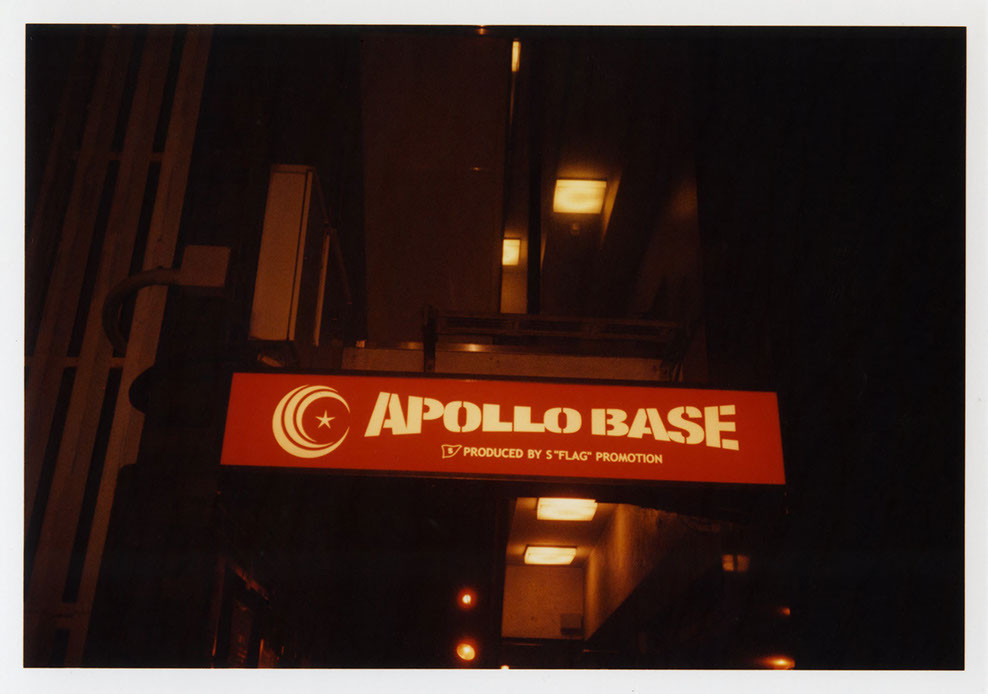 APOLLO BASE
S PRODUCED BY S "FLAG" PROMOTION